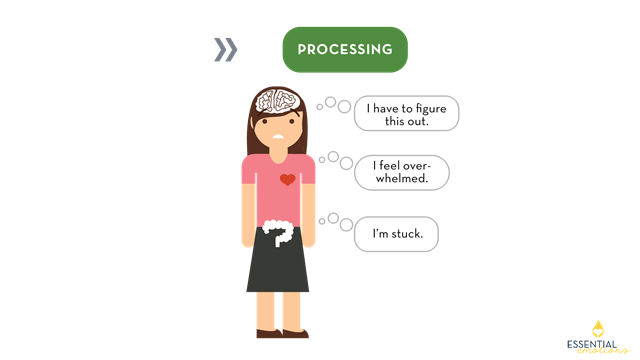 PROCESSING
I have to figure
this out.
I feel over-
whelmed.
I'm stuck.
ESSENTIAL
emotions